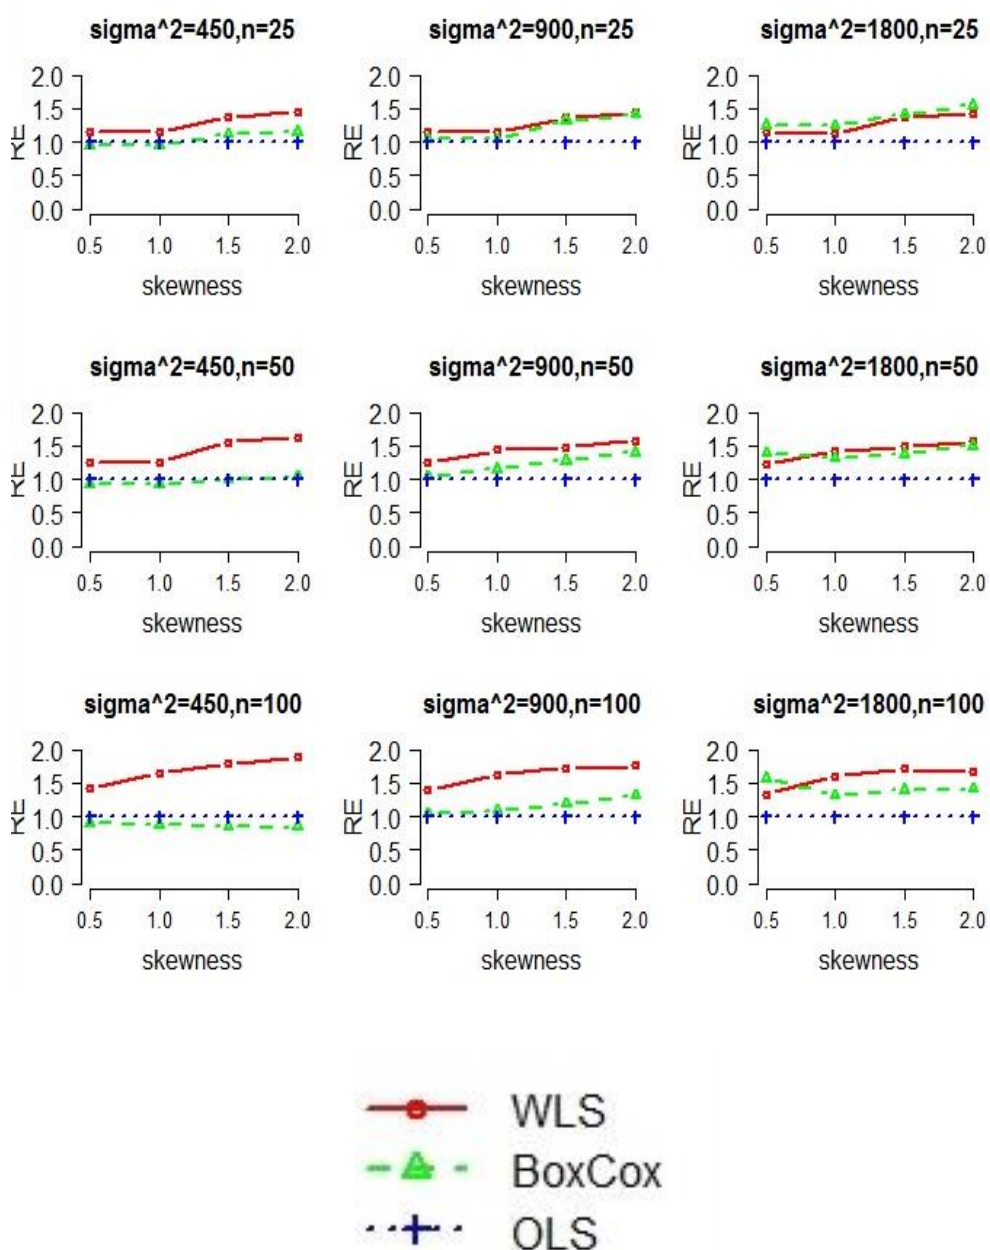 sigma^2=450,n=25 sigma^2=900,n=25 sigma^2=1800,n=25
2.0 2.0 2.0
1.5 1.5 1.5
1.0 1.0 1.0
0.5 0.5 0.5
0.0 0.0 0.0
RE RE RE
0.5 1.0 1.5 2.0 0.5 1.0 1.5 2.0 0.5 1.0 1.5 2.0
skewness skewness skewness
sigma^2=450,n=50 sigma^2=900,n=50 sigma^2=1800,n=50
2.0 2.0 2.0
1.5 1.5 1.5
1.0 1.0 1.0
0.5 0.5 0.5
0.0 0.0 0.0
RE RE RE
0.5 1.0 1.5 2.0 0.5 1.0 1.5 2.0 0.5 1.0 1.5 2.0
skewness skewness skewness
sigma^2=450,n=100 sigma^2=900,n=100 sigma^2=1800,n=100
2.0 2.0 2.0
1.5 1.5 1.5
1.0 1.0 1.0
0.5 0.5 0.5
0.0 0.0 0.0
RE RE RE
0.5 1.0 1.5 2.0 0.5 1.0 1.5 2.0 0.5 1.0 1.5 2.0
skewness skewness skewness
WLS
BoxCox
OLS